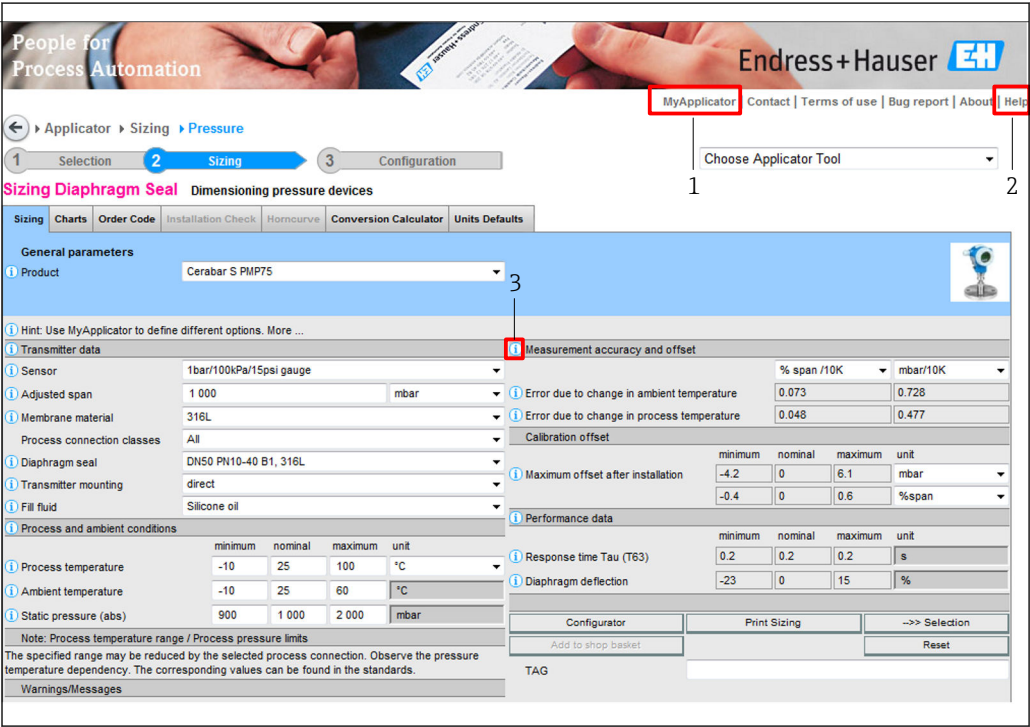 People for
Process Automation
Endress+Hauser EH
MyApplicator | Contact | Terms of use | Bug report | About | Help
Applicator Sizing Pressure
1 Selection 2 Sizing 3 Configuration
Choose Applicator Tool
1 2
Sizing Diaphragm Seal Dimensioning pressure devices
Sizing Charts Order Code Installation Check Horncurve Conversion Calculator Units Defaults
General parameters
i Product Cerabar S PMP75
3
i Hint: Use MyApplicator to define different options. More ...
i Transmitter data
i Sensor 1bar/100kPa/15psi gauge
i Adjusted span 1 000 mbar
i Membrane material 316L
Process connection classes All
i Diaphragm seal DN50 PN10-40 B1, 316L
i Transmitter mounting direct
i Fill fluid Silicone oil
i Process and ambient conditions
minimum nominal maximum unit
i Process temperature -10 25 100 °C
i Ambient temperature -10 25 60 °C
i Static pressure (abs) 900 1 000 2 000 mbar
Note: Process temperature range / Process pressure limits
The specified range may be reduced by the selected process connection. Observe the pressure
temperature dependency. The corresponding values can be found in the standards.
Warnings/Messages
i Measurement accuracy and offset
% span /10K mbar/10K
i Error due to change in ambient temperature 0.073 0.728
i Error due to change in process temperature 0.048 0.477
Calibration offset
minimum nominal maximum unit
i Maximum offset after installation -4.2 0 6.1 mbar
-0.4 0 0.6 %span
i Performance data
minimum nominal maximum unit
i Response time Tau (T63) 0.2 0.2 0.2 s
i Diaphragm deflection -23 0 15 %
Configurator Print Sizing -->> Selection
Add to shop basket Reset
TAG